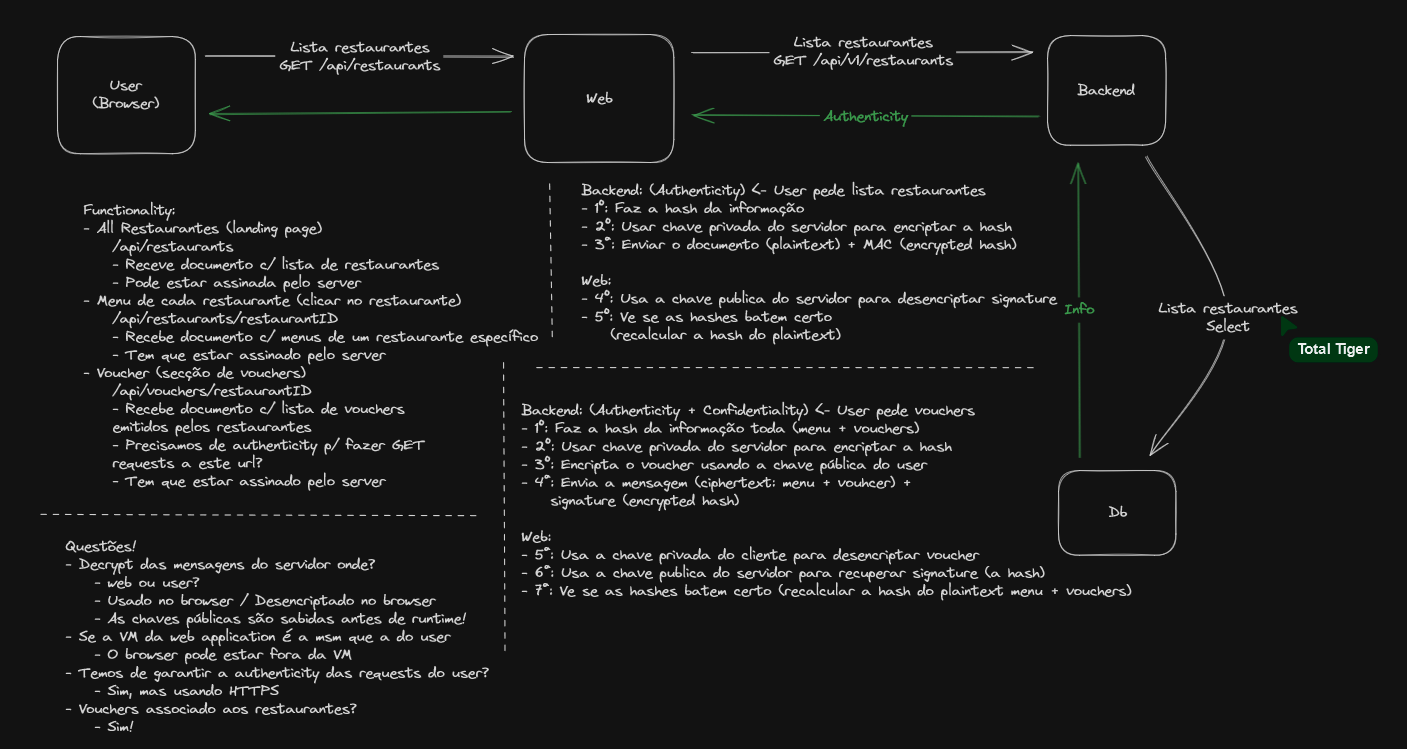 User
(Browser)
Lista restaurantes
GET /api/restaurants
Web
Lista restaurantes
GET /api/v1/restaurants
Backend
Authenticity
Functionality:
- All Restaurantes (landing page)
/api/restaurants
- Receve documento c/ lista de restaurantes
- Pode estar assinada pelo server
- Menu de cada restaurante (clicar no restaurante)
/api/restaurants/restaurantID
- Recebe documento c/ menus de um restaurante específico
- Tem que estar assinado pelo server
- Voucher (secção de vouchers)
/api/vouchers/restaurantID
- Recebe documento c/ lista de vouchers
emitidos pelos restaurantes
- Precisamos de authenticity p/ fazer GET
requests a este url?
- Tem que estar assinado pelo server
Backend: (Authenticity) <- User pede lista restaurantes
- 1º: Faz a hash da informação
- 2º: Usar chave privada do servidor para encriptar a hash
- 3ª: Enviar o documento (plaintext) + MAC (encrypted hash)
Web:
- 4º: Usa a chave publica do servidor para desencriptar signature
- 5º: Ve se as hashes batem certo
(recalcular a hash do plaintext)
Info
Lista restaurantes
Select
Total Tiger
Backend: (Authenticity + Confidentiality) <- User pede vouchers
- 1º: Faz a hash da informação toda (menu + vouchers)
- 2º: Usar chave privada do servidor para encriptar a hash
- 3º: Encripta o voucher usando a chave pública do user
- 4ª: Envia a mensagem (ciphertext: menu + vouhcer) +
signature (encrypted hash)
Web:
- 5ª: Usa a chave privada do cliente para desencriptar voucher
- 6ª: Usa a chave publica do servidor para recuperar signature (a hash)
- 7ª: Ve se as hashes batem certo (recalcular a hash do plaintext menu + vouchers)
Db
Questões!
- Decrypt das mensagens do servidor onde?
- web ou user?
- Usado no browser / Desencriptado no browser
- As chaves públicas são sabidas antes de runtime!
- Se a VM da web application é a msm que a do user
- O browser pode estar fora da VM
- Temos de garantir a authenticity das requests do user?
- Sim, mas usando HTTPS
- Vouchers associado aos restaurantes?
- Sim!